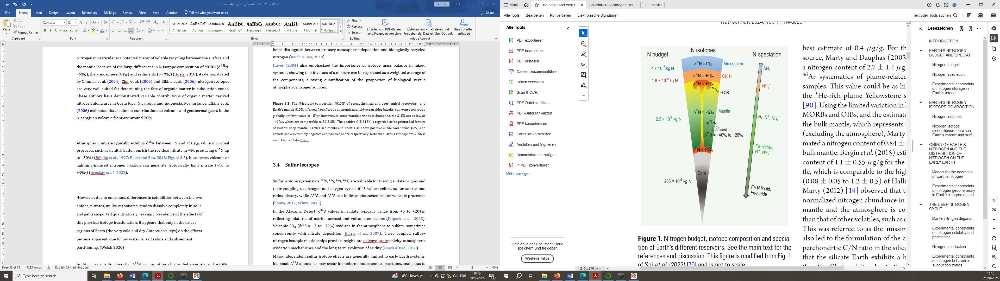 Dissertation_Riffo_Camila - 291025 - Word
Sign in
File Home Insert Design Layout References Mailings Review View Help Acrobat Tell me what you want to do
Share
Paste
Cut
Copy
Format Painter
Clipboard
Cambria 12
Font
Paragraph
AaBbCcDc AaBbCcI AaBbCcDc AaBbC AaBbC AaBbCc AaBb AaBbCcD AaBbCcI
Affiliation Authors Correspon... Heading 1 Heading 2 Heading 3 MS title ¶ Normal ¶ No Spac...
Styles
Find
Replace
Select
Editing
Erstellen von PDF-Dateien und Freigeben von Links
Erstellen von PDF-Dateien und Freigeben der Dateien über Outlook
Unterschriften anfragen
Adobe Acrobat
Nitrogen in particular is a potential tracer of volatile recycling between the surface and
the mantle, because of the large differences in N-isotope composition of MORB (d15N:
−5‰), the atmosphere (0‰) and sediments (6–7‰) (Hoefs, 2018). As demonstrated
by Zimmer et al. (2004), Clor et al. (2005) and Elkins et al. (2006), nitrogen isotopes
are very well suited for determining the fate of organic matter in subduction zones.
These authors have demonstrated variable contributions of organic matter-derived
nitrogen along arcs in Costa Rica, Nicaragua and Indonesia. For instance, Elkins et al.
(2006) estimated that sediment contributions to volcanic and geothermal gases in the
Nicaraguan volcanic front are around 70%.
Atmospheric nitrate typically exhibits δ15N between −5 and +10‰, while microbial
processes such as denitrification enrich the residual nitrate in 15N, producing δ15N up
to +30‰ (Böhlke et al., 1997; Reich and Bao, 2018; Figure 3.3). In contrast, volcanic or
lightning-induced nitrogen fixation can generate isotopically light nitrate (−10 to
+4‰) (Aroskay et al., 2023).
-However, due to enormous differences in solubilities between the two
anions, nitrates, unlike carbonates, tend to dissolve completely in soils
and get transported quantitatively, leaving no evidence of the effects of
this physical isotope fractionation. It appears that only in the driest
regions of Earth (the very cold and dry Antarctic valleys) do the effects
become apparent, due to low water-to-salt ratios and subsequent
partitioning. (Welsh 2020)
In Atacama nitrate deposits, δ15N values often cluster between +5 and +25‰,
helps distinguish between primary atmospheric deposition and biologically recycled
nitrogen (Reich & Bao, 2018).
Hayes (2004) also emphasized the importance of isotope mass balance in mixed
systems, showing that δ-values of a mixture can be expressed as a weighted average of
the components, allowing quantification of the proportion of biological versus
atmospheric nitrogen sources.
Figure 3.2: The N-isotopic composition (δ15N) of cosmochemical and geochemical reservoirs. a, b
Earth's mantle δ15N, inferred from fibrous diamonds and mid-ocean ridge basalts, converges towards a
globally uniform value of −5‰; however, in some mantle peridotite diamonds, the δ15N are as low as
−40‰, which are comparable to EC δ15N. The positive OIB δ15N is regarded as be primordial feature
of Earth's deep mantle. Earth's sediments and crust also show positive δ15N. Solar wind (SW) and
comets show extremely negative and positive δ15N, respectively. Note that Earth's atmosphere δ15N is
zero. Figured take from .
3.4 Sulfur Isotopes
Sulfur isotope systematics (32S, 33S, 34S, 36S) are valuable for tracing sulfate origins and
their coupling to nitrogen and oxygen cycles. δ34S values reflect sulfur source and
redox history, while Δ33S and Δ36S can indicate photochemical or volcanic processes
(Sharp, 2017; White, 2015).
In the Atacama Desert, δ34S values in sulfate typically range from +5 to +20‰,
reflecting mixtures of marine aerosol and volcanic emissions (Klipsch et al., 2023).
Volcanic SO2 (δ34S ≈ +3 to +7‰) oxidizes in the atmosphere to sulfate, sometimes
concurrently with nitrate deposition (Patris et al., 2007). These coupled sulfur–
nitrogen isotopic relationships provide insight into paleovolcanic activity, atmospheric
oxidation mechanisms, and the long-term evolution of aridity (Reich & Bao, 2018).
Mass-independent sulfur isotope effects are generally limited to early Earth systems,
but small Δ33S anomalies may occur in modern photochemical reactions, analogous to
Page 32 of 79 17285 words English (United Kingdom)
100%
Type here to search
14°C Bewölkt
ENG
16:10
29/10/2025
Menü
The origin and evolu...
Shi-etal-2022-Nitrogen isot...
Erstellen
Alle Tools Bearbeiten Konvertieren Elektronische Signaturen
Text oder Tools suchen
Alle Tools
PDF exportieren
PDF bearbeiten
PDF erstellen
Dateien zusammenführen
Seiten verwalten
Scan & OCR
PDF-Datei schützen
PDF-Datei schwärzen
PDF komprimieren
Formular vorbereiten
Ausfüllen und Signieren
Kommentare hinzufügen
In PDF konvertieren
Mehr anzeigen
Dateien in der Document Cloud
speichern und freigeben
Weitere Infos
Natl Sci Rev, 2024, Vol. 11, nwae201
N budget
N isotopes
N speciation
δ15N = 0‰
Atmosphere
4 × 10^18 kg N
NH2
δ15N = +6‰
Crust
1.8 × 10^18 kg N
δ15N = +3‰
NH4+
OIB
δ15N = −5‰
Mantle
2.5 × 10^18 kg N
N2, N3-, NH4+
Diamond
δ15N = −40‰ to −20‰
δ15N = +3‰
Fe-nitride,
N3-, NH4+
Core
285 × 10^18 kg N
Fe-N liquid,
Fe-nitride
Figure 1. Nitrogen budget, isotope composition and specia-
tion of Earth's different reservoirs. See the main text for the
references and discussion. This figure is modified from Fig. 1
of Shi et al. (2022) [79] and is not to scale.
best estimate of 0.4 μg/g. For th
source, Marty and Dauphas (2003
a nitrogen content of 2.7 ± 1.4 μg/
36Ar systematics of plume-related
samples. This value could be as hi
the 3He-rich plume Yellowstone s
[90]. Using the limited variation in
MORBs and OIBs, and the estimate
the bulk mantle, which represents
(excluding the atmosphere), Marty
mated a nitrogen content of 0.84 ±
bulk mantle. Bergin et al. (2015) esti
content of 1.1 ± 0.55 μg/g for the
tle, which is comparable to the high
(0.08 ± 0.05 to 1.2 ± 0.5) of Halli
Marty (2012) [14] observed that th
normalized nitrogen abundance in
mantle and the atmosphere is co
than that of other volatiles, such as c
This was referred to as the 'missing
also led to the formulation of the c
perchondrtic C/N ratio in the silica
that the silicate Earth exhibits a h
210 x 276 mm
Lesezeichen
INTRODUCTION
EARTH'S NITROGEN
BUDGET AND SPECIATI...
Nitrogen budget
Nitrogen speciation
Experimental constraints
on nitrogen storage in
Earth's interior
EARTH'S NITROGEN
ISOTOPE COMPOSITION
Nitrogen isotopes
Nitrogen isotope
disequilibrium between
Earth's mantle and surf...
ORIGIN OF EARTH'S
NITROGEN AND THE
DISTRIBUTION OF
NITROGEN ON THE
EARLY EARTH
Models for the accretion
of Earth's nitrogen
Experimental constraints
on nitrogen geochemistry
in Earth's magma ocean
THE DEEP NITROGEN
CYCLE
Mantle nitrogen degassi...
Experimental constraints
on nitrogen solubility and
partitioning
Nitrogen subduction
Experimental constraints
on nitrogen behavior in
subduction zones
3
20
16:10
29/10/2025